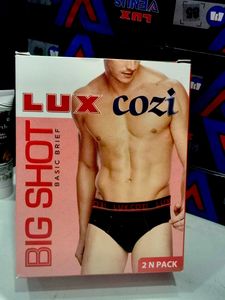 LUX cozi
BIG SHOT
BASIC BRIEF
2 N PACK